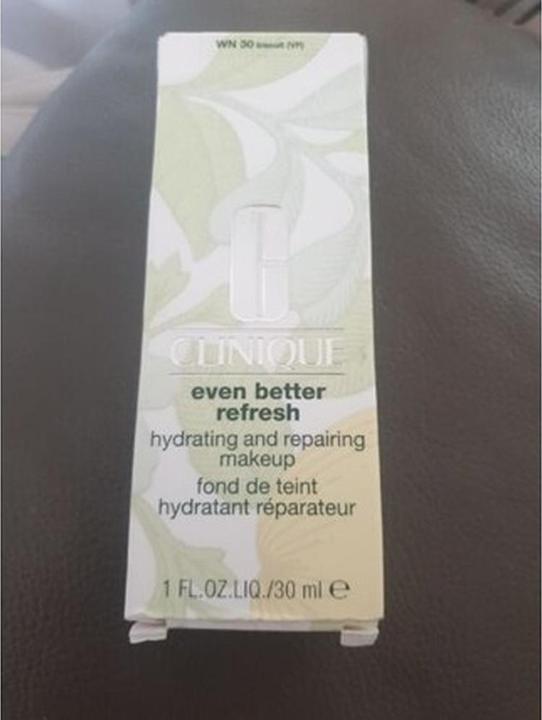 WN 30 biscuit (VF)
CLINIQUE
even better
refresh
hydrating and repairing
makeup
fond de teint
hydratant réparateur
1 FL.OZ.LIQ./30 ml ℮